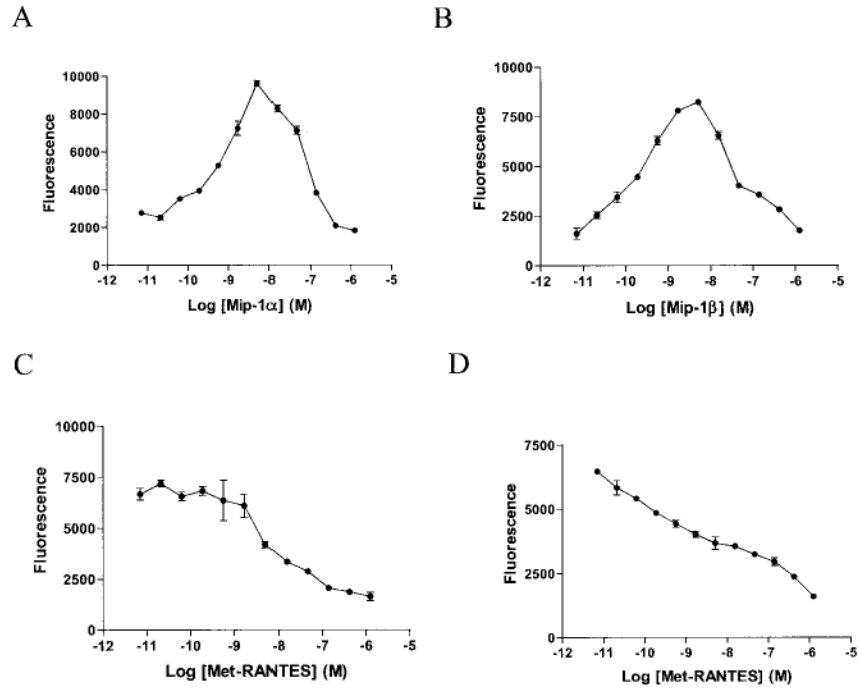 A
10000
8000
6000
4000
2000
0
Fluorescence
-12 -11 -10 -9 -8 -7 -6 -5
Log [Mip-1α] (M)
B
10000
7500
5000
2500
0
Fluorescence
-12 -11 -10 -9 -8 -7 -6 -5
Log [Mip-1β] (M)
C
10000
7500
5000
2500
0
Fluorescence
-12 -11 -10 -9 -8 -7 -6 -5
Log [Met-RANTES] (M)
D
7500
5000
2500
0
Fluorescence
-12 -11 -10 -9 -8 -7 -6 -5
Log [Met-RANTES] (M)